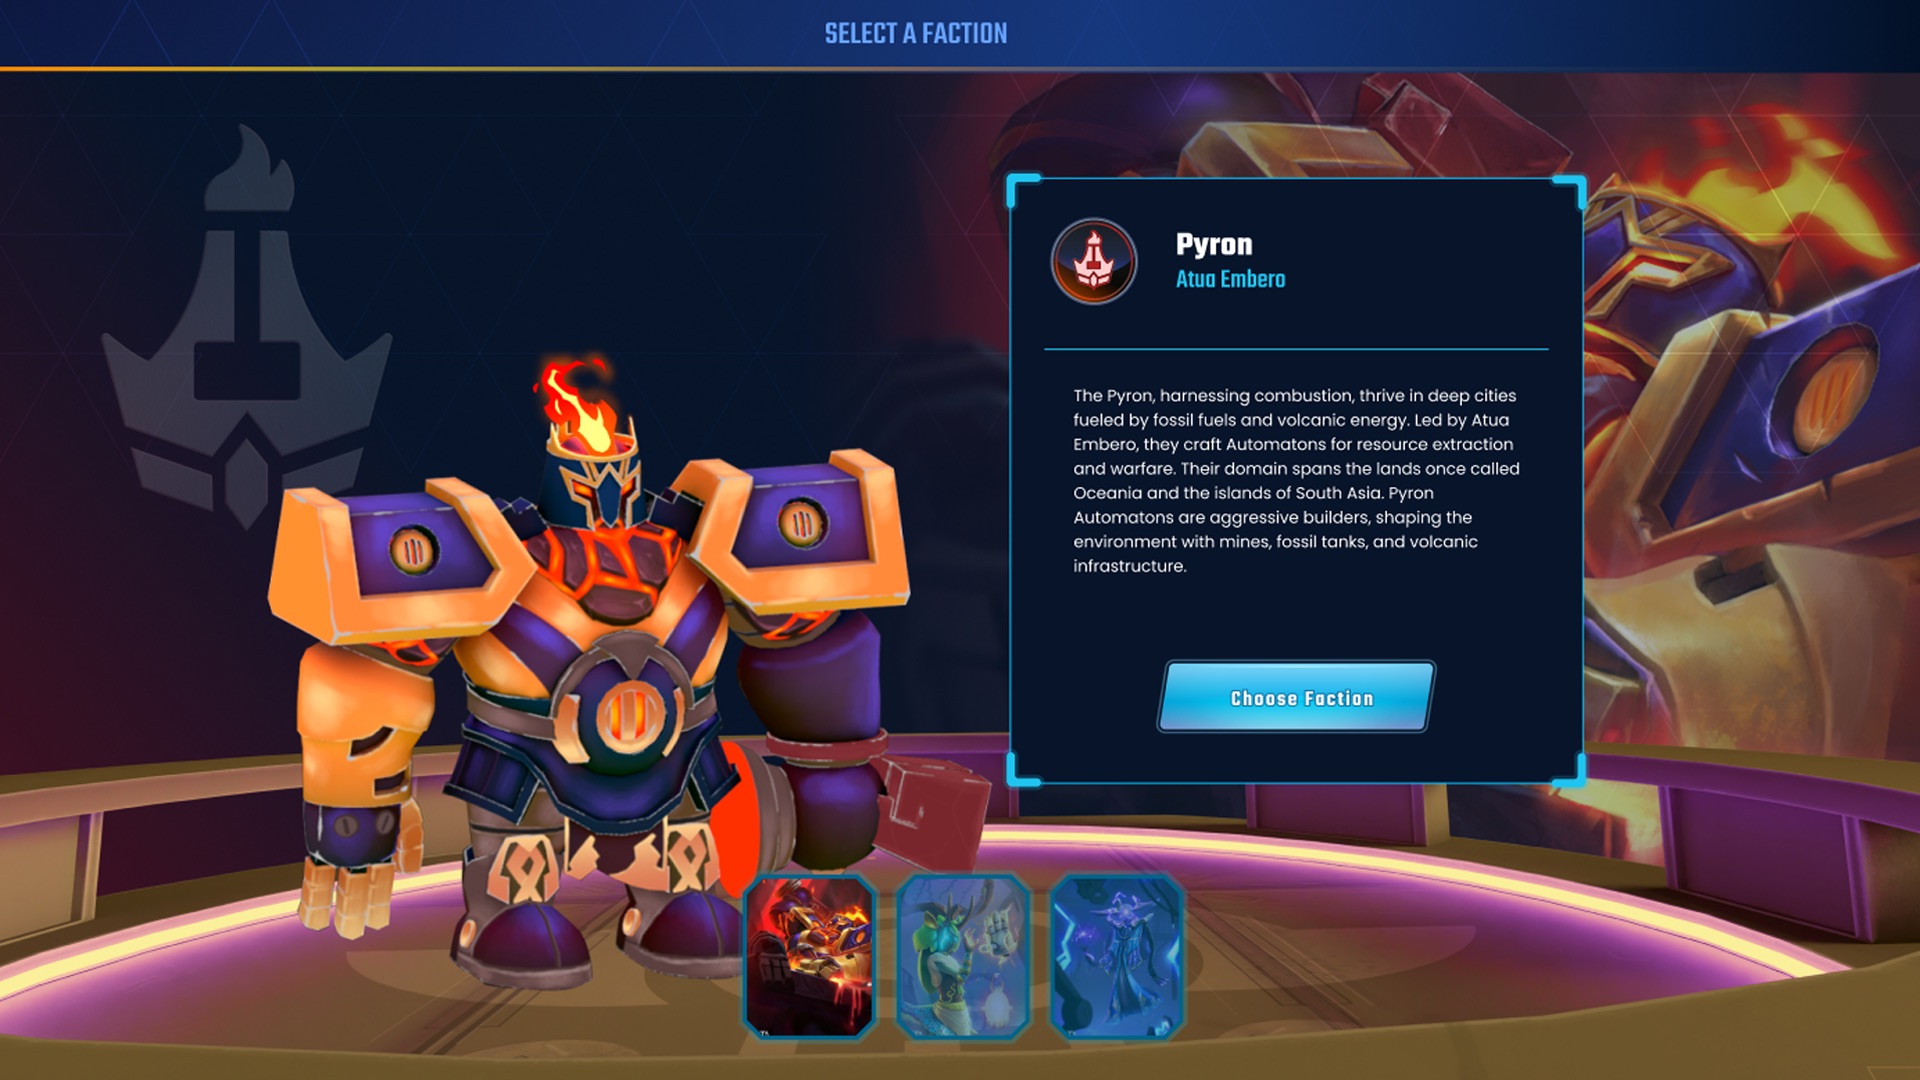 SELECT A FACTION
Pyron
Atua Embero
The Pyron, harnessing combustion, thrive in deep cities
fueled by fossil fuels and volcanic energy. Led by Atua
Embero, they craft Automatons for resource extraction
and warfare. Their domain spans the lands once called
Oceania and the islands of South Asia. Pyron
Automatons are aggressive builders, shaping the
environment with mines, fossil tanks, and volcanic
infrastructure.
Choose Faction